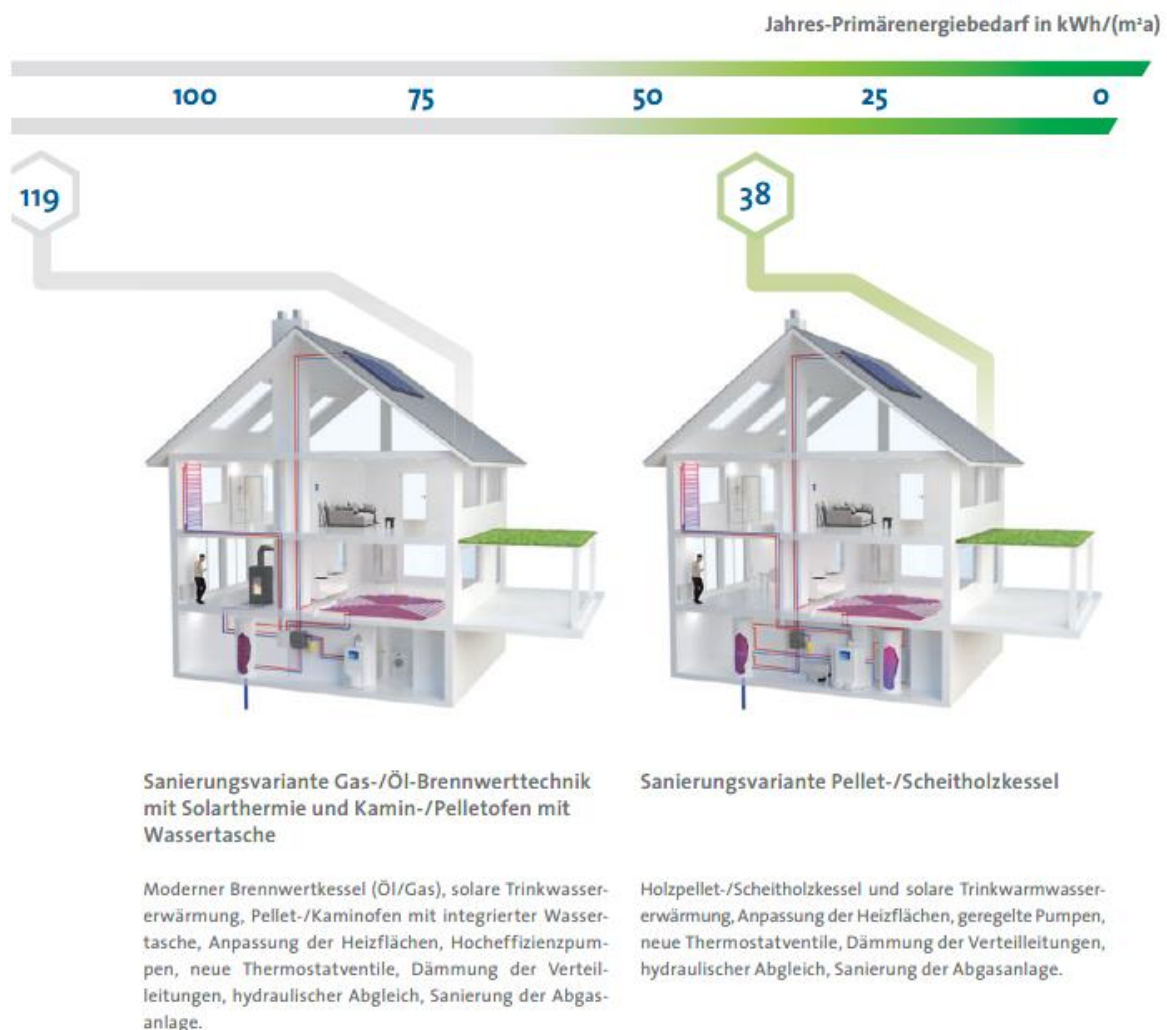 Jahres-Primärenergiebedarf in kWh/(m²a)
100 75 50 25 0
119
38
Sanierungsvariante Gas-/Öl-Brennwerttechnik
mit Solarthermie und Kamin-/Pelletofen mit
Wassertasche
Moderner Brennwertkessel (Öl/Gas), solare Trinkwasser-
erwärmung, Pellet-/Kaminofen mit integrierter Wasser-
tasche, Anpassung der Heizflächen, Hocheffizienzpum-
pen, neue Thermostatventile, Dämmung der Verteil-
leitungen, hydraulischer Abgleich, Sanierung der Abgas-
anlage.
Sanierungsvariante Pellet-/Scheitholzkessel
Holzpellet-/Scheitholzkessel und solare Trinkwarmwasser-
erwärmung, Anpassung der Heizflächen, geregelte Pumpen,
neue Thermostatventile, Dämmung der Verteilleitungen,
hydraulischer Abgleich, Sanierung der Abgasanlage.